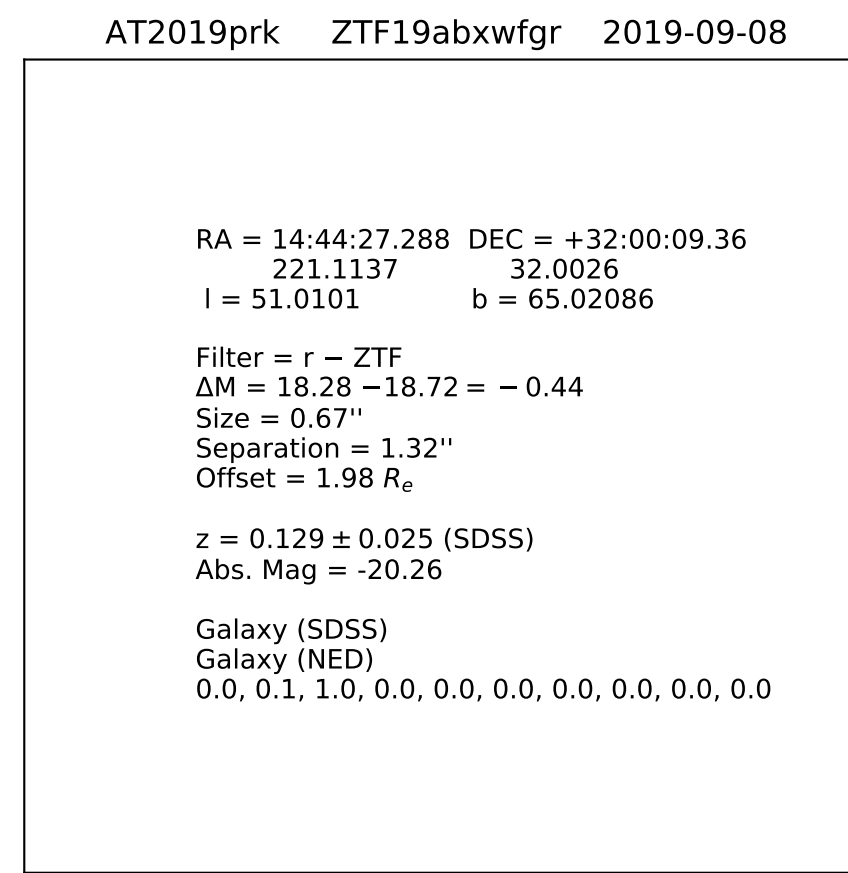 AT2019prk ZTF19abxwfgr 2019-09-08
RA = 14:44:27.288 DEC = +32:00:09.36
221.1137 32.0026
l = 51.0101 b = 65.02086
Filter = r − ZTF
ΔM = 18.28 −18.72 = − 0.44
Size = 0.67''
Separation = 1.32''
Offset = 1.98 Rₑ
z = 0.129 ± 0.025 (SDSS)
Abs. Mag = -20.26
Galaxy (SDSS)
Galaxy (NED)
0.0, 0.1, 1.0, 0.0, 0.0, 0.0, 0.0, 0.0, 0.0, 0.0